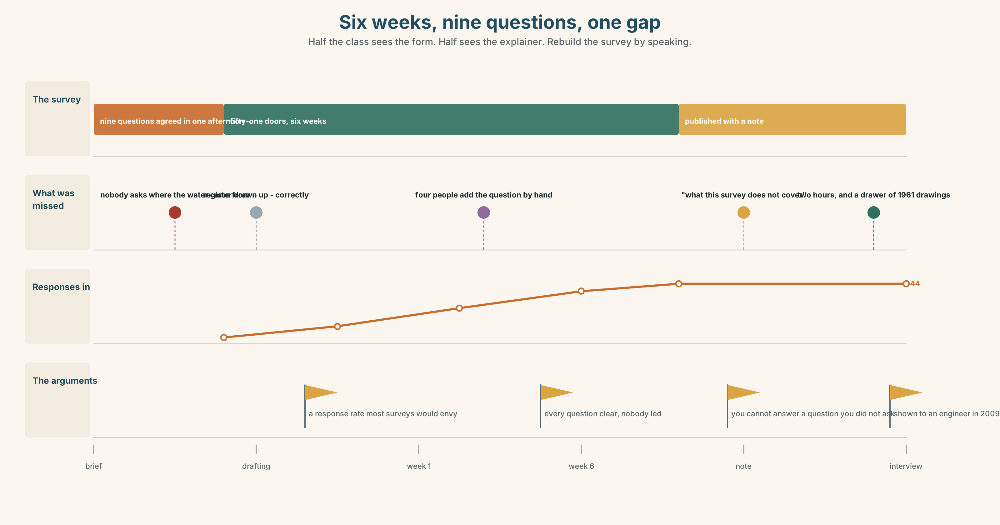 Six weeks, nine questions, one gap
Half the class sees the form. Half sees the explainer. Rebuild the survey by speaking.
The survey
nine questions agreed in one afternoon
fifty-one doors, six weeks
published with a note
What was
missed
nobody asks where the water came from
register drawn up - correctly
four people add the question by hand
"what this survey does not cover"
two hours, and a drawer of 1961 drawings
Responses in
44
The arguments
a response rate most surveys would envy
every question clear, nobody led
you cannot answer a question you did not ask
shown to an engineer in 2009
brief
drafting
week 1
week 6
note
interview